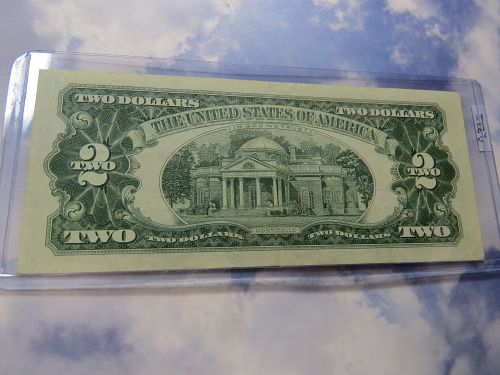 TWO DOLLARS TWO DOLLARS
THE UNITED STATES OF AMERICA
2 2
TWO TWO
MONTICELLO
TWO TWO DOLLARS TWO DOLLARS TWO